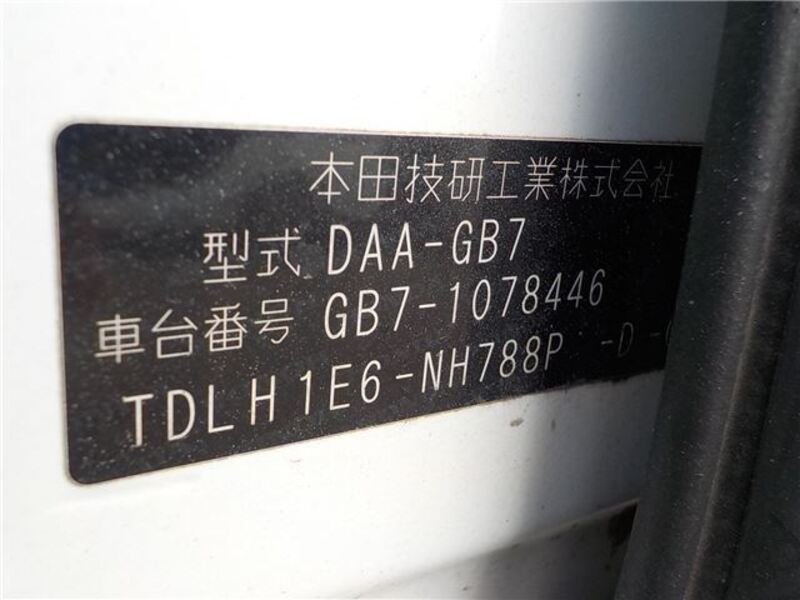 本田技研工業株式会社
型式 DAA-GB7
車台番号 GB7-1078446
TDLH1E6-NH788P -D -